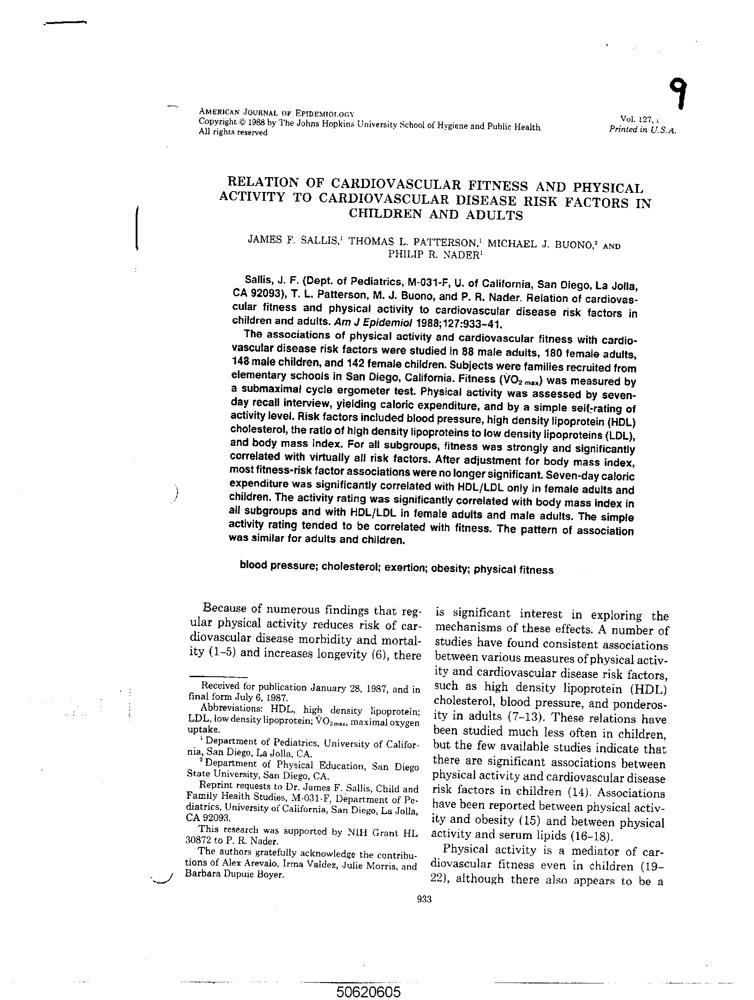 9
AMERICAN JOURNAL OF EPIDEMIOLOGY
Copyright © 1988 by The Johns Hopkins University School of Hygiene and Public Health
All rights reserved
Vol. 127,
Printed in U.S.A.
RELATION OF CARDIOVASCULAR FITNESS AND PHYSICAL
ACTIVITY TO CARDIOVASCULAR DISEASE RISK FACTORS IN
CHILDREN AND ADULTS
JAMES F. SALLIS,¹ THOMAS L. PATTERSON,¹ MICHAEL J. BUONO,² AND
PHILIP R. NADER¹
Sallis, J. F. (Dept. of Pediatrics, M-031-F, U. of California, San Diego, La Jolla,
CA 92093), T. L. Patterson, M. J. Buono, and P. R. Nader. Relation of cardiovas-
cular fitness and physical activity to cardiovascular disease risk factors in
children and adults. Am J Epidemiol 1988;127:933–41.
The associations of physical activity and cardiovascular fitness with cardio-
vascular disease risk factors were studied in 88 male adults, 180 female adults,
148 male children, and 142 female children. Subjects were families recruited from
elementary schools in San Diego, California. Fitness (V̇O₂ max) was measured by
a submaximal cycle ergometer test. Physical activity was assessed by seven-
day recall interview, yielding caloric expenditure, and by a simple self-rating of
activity level. Risk factors included blood pressure, high density lipoprotein (HDL)
cholesterol, the ratio of high density lipoproteins to low density lipoproteins (LDL),
and body mass index. For all subgroups, fitness was strongly and significantly
correlated with virtually all risk factors. After adjustment for body mass index,
most fitness-risk factor associations were no longer significant. Seven-day caloric
expenditure was significantly correlated with HDL/LDL only in female adults and
children. The activity rating was significantly correlated with body mass index in
all subgroups and with HDL/LDL in female adults and male adults. The simple
activity rating tended to be correlated with fitness. The pattern of association
was similar for adults and children.
blood pressure; cholesterol; exertion; obesity; physical fitness
Because of numerous findings that reg-
ular physical activity reduces risk of car-
diovascular disease morbidity and mortal-
ity (1–5) and increases longevity (6), there
Received for publication January 28, 1987, and in
final form July 6, 1987.
Abbreviations: HDL, high density lipoprotein;
LDL, low density lipoprotein; V̇O₂max, maximal oxygen
uptake.
¹ Department of Pediatrics, University of Califor-
nia, San Diego, La Jolla, CA.
² Department of Physical Education, San Diego
State University, San Diego, CA.
Reprint requests to Dr. James F. Sallis, Child and
Family Health Studies, M-031-F, Department of Pe-
diatrics, University of California, San Diego, La Jolla,
CA 92093.
This research was supported by NIH Grant HL
30872 to P. R. Nader.
The authors gratefully acknowledge the contribu-
tions of Alex Arevalo, Irma Valdez, Julie Morris, and
Barbara Dupuie Boyer.
is significant interest in exploring the
mechanisms of these effects. A number of
studies have found consistent associations
between various measures of physical activ-
ity and cardiovascular disease risk factors,
such as high density lipoprotein (HDL)
cholesterol, blood pressure, and ponderos-
ity in adults (7–13). These relations have
been studied much less often in children,
but the few available studies indicate that
there are significant associations between
physical activity and cardiovascular disease
risk factors in children (14). Associations
have been reported between physical activ-
ity and obesity (15) and between physical
activity and serum lipids (16–18).
Physical activity is a mediator of car-
diovascular fitness even in children (19–
22), although there also appears to be a
933
50620605